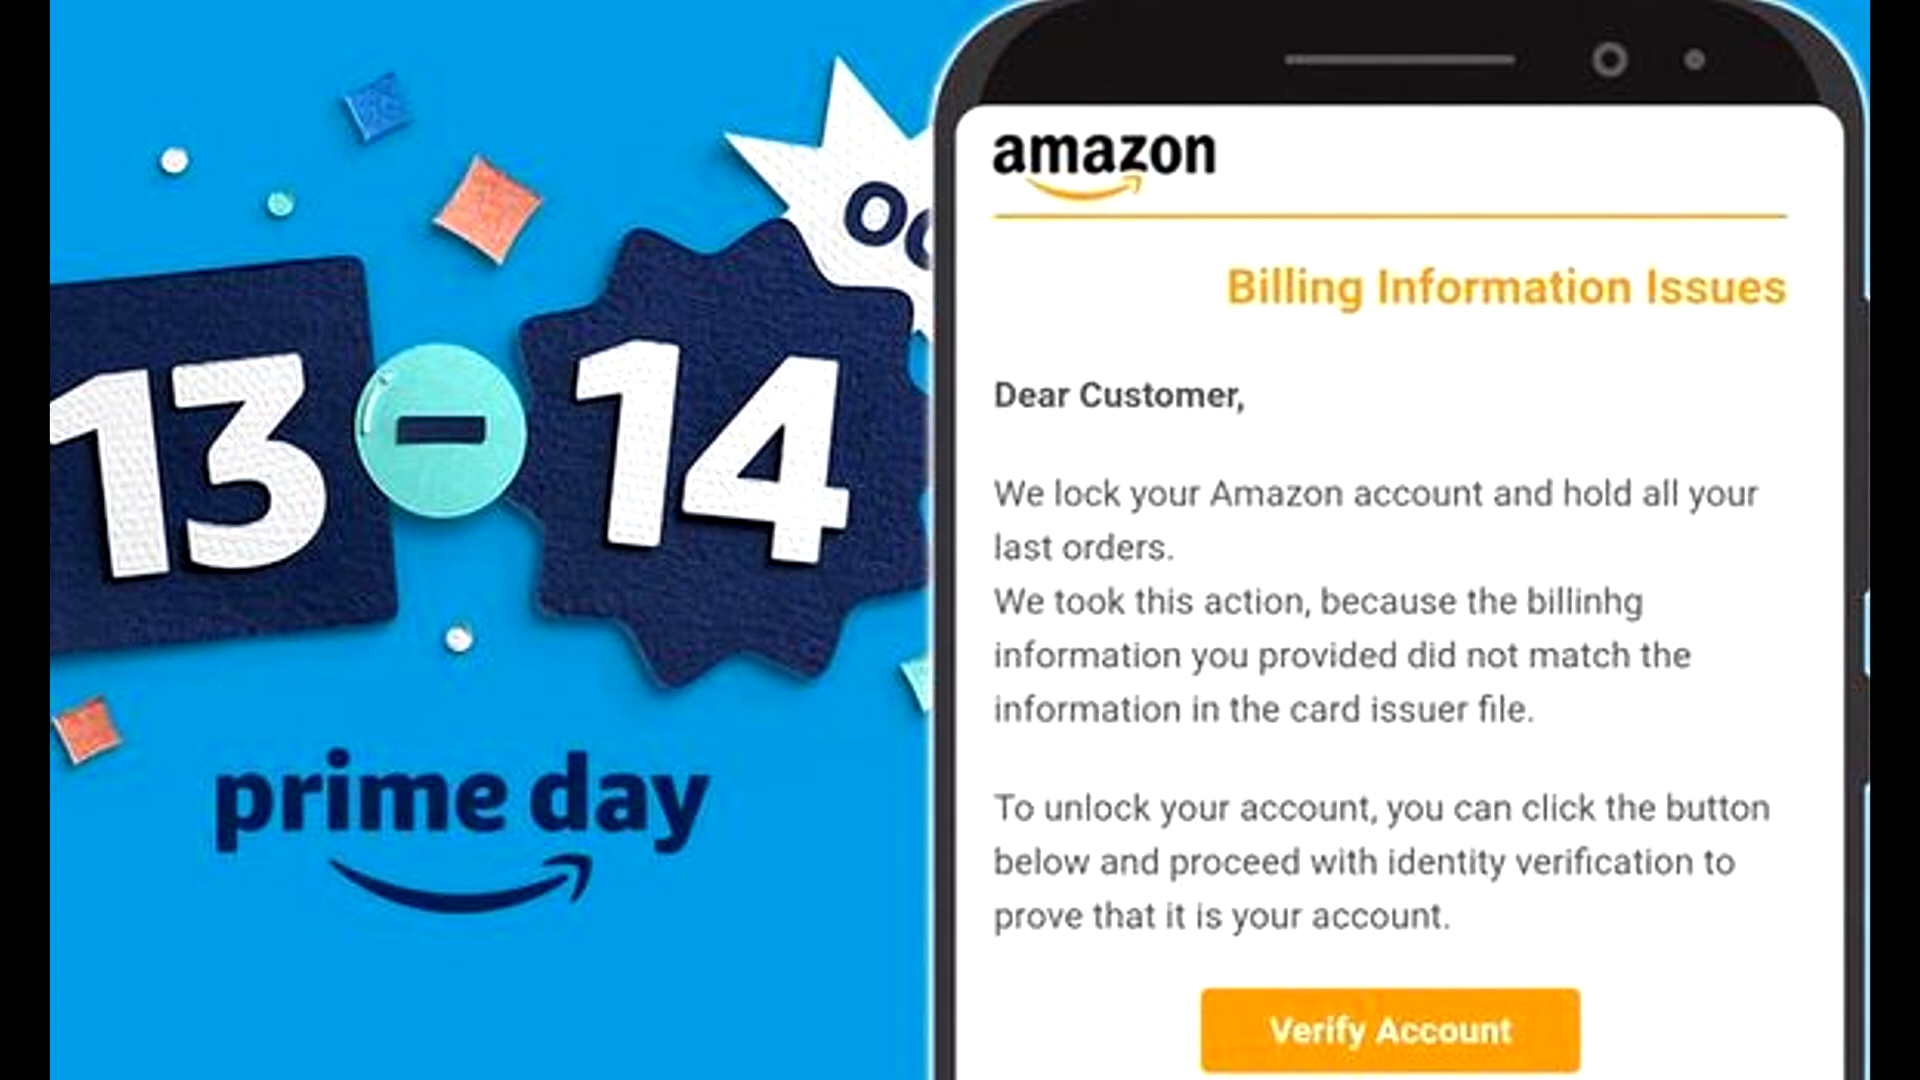 13 - 14
prime day
amazon
Billing Information Issues
Dear Customer,
We lock your Amazon account and hold all your
last orders.
We took this action, because the billinhg
information you provided did not match the
information in the card issuer file.
To unlock your account, you can click the button
below and proceed with identity verification to
prove that it is your account.
Verify Account